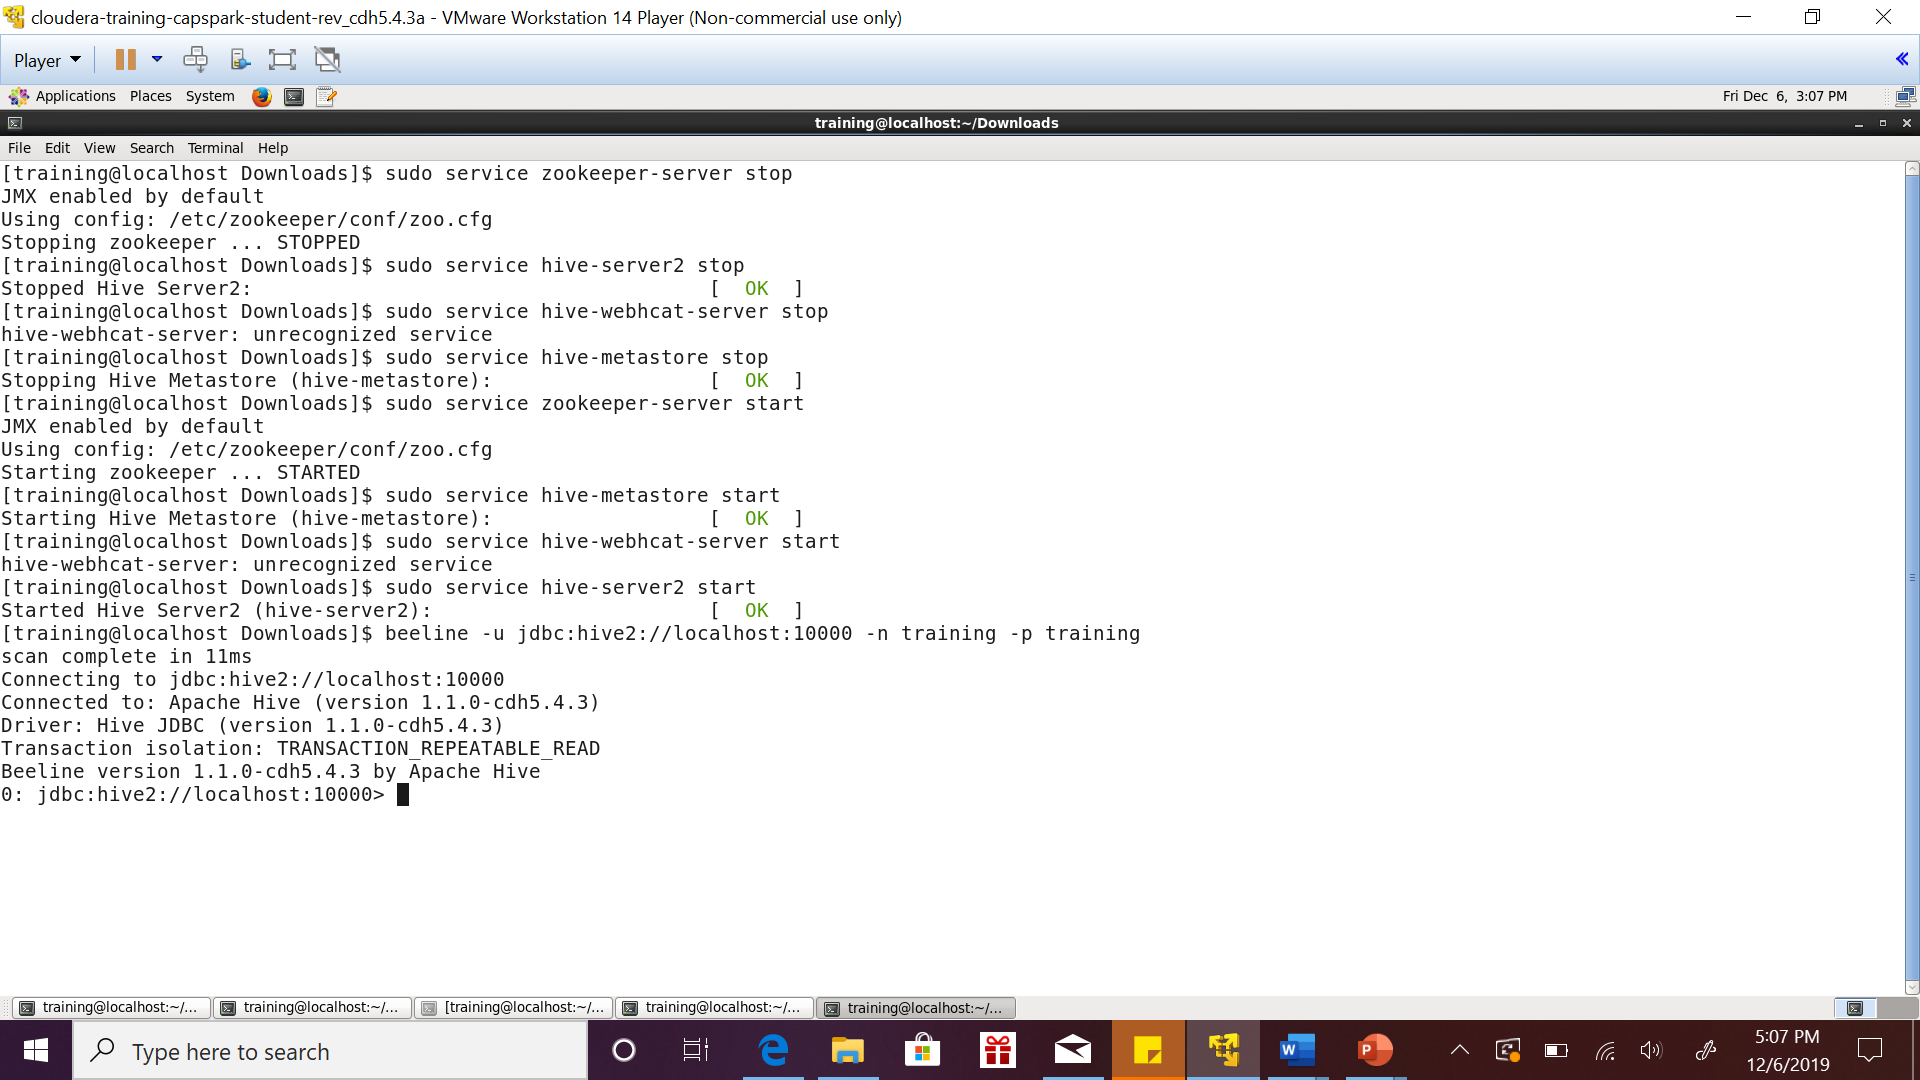 cloudera-training-capspark-student-rev_cdh5.4.3a - VMware Workstation 14 Player (Non-commercial use only)
Player
Applications Places System
Fri Dec 6, 3:07 PM
training@localhost:~/Downloads
File Edit View Search Terminal Help
[training@localhost Downloads]$ sudo service zookeeper-server stop
JMX enabled by default
Using config: /etc/zookeeper/conf/zoo.cfg
Stopping zookeeper ... STOPPED
[training@localhost Downloads]$ sudo service hive-server2 stop
Stopped Hive Server2: [ OK ]
[training@localhost Downloads]$ sudo service hive-webhcat-server stop
hive-webhcat-server: unrecognized service
[training@localhost Downloads]$ sudo service hive-metastore stop
Stopping Hive Metastore (hive-metastore): [ OK ]
[training@localhost Downloads]$ sudo service zookeeper-server start
JMX enabled by default
Using config: /etc/zookeeper/conf/zoo.cfg
Starting zookeeper ... STARTED
[training@localhost Downloads]$ sudo service hive-metastore start
Starting Hive Metastore (hive-metastore): [ OK ]
[training@localhost Downloads]$ sudo service hive-webhcat-server start
hive-webhcat-server: unrecognized service
[training@localhost Downloads]$ sudo service hive-server2 start
Started Hive Server2 (hive-server2): [ OK ]
[training@localhost Downloads]$ beeline -u jdbc:hive2://localhost:10000 -n training -p training
scan complete in 11ms
Connecting to jdbc:hive2://localhost:10000
Connected to: Apache Hive (version 1.1.0-cdh5.4.3)
Driver: Hive JDBC (version 1.1.0-cdh5.4.3)
Transaction isolation: TRANSACTION_REPEATABLE_READ
Beeline version 1.1.0-cdh5.4.3 by Apache Hive
0: jdbc:hive2://localhost:10000>
training@localhost:~/... training@localhost:~/... [training@localhost:~/... training@localhost:~/... training@localhost:~/...
Type here to search
5:07 PM
12/6/2019